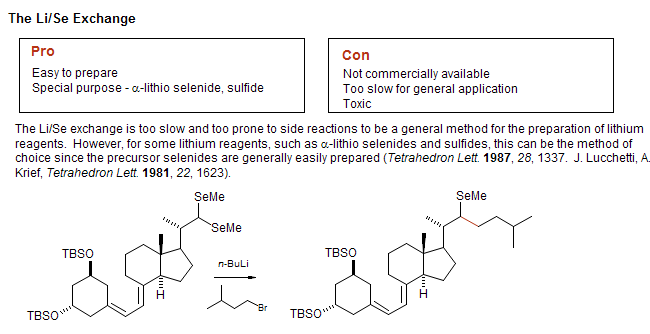 The Li/Se Exchange
Pro
Easy to prepare
Special purpose - α-lithio selenide, sulfide
Con
Not commercially available
Too slow for general application
Toxic
The Li/Se exchange is too slow and too prone to side reactions to be a general method for the preparation of lithium
reagents. However, for some lithium reagents, such as α-lithio selenides and sulfides, this can be the method of
choice since the precursor selenides are generally easily prepared (Tetrahedron Lett. 1987, 28, 1337. J. Lucchetti, A.
Krief, Tetrahedron Lett. 1981, 22, 1623).
SeMe
SeMe
TBSO
H
TBSO
n-BuLi
Br
SeMe
TBSO
H
TBSO